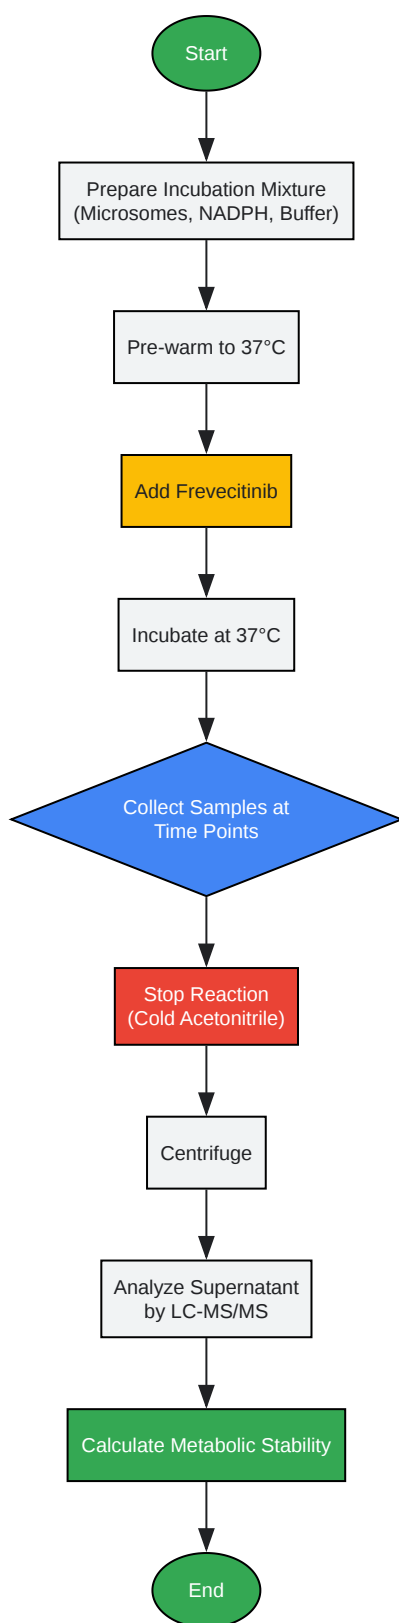 Start
Prepare Incubation Mixture
(Microsomes, NADPH, Buffer)
Pre-warm to 37°C
Add Frevecitinib
Incubate at 37°C
Collect Samples at
Time Points
Stop Reaction
(Cold Acetonitrile)
Centrifuge
Analyze Supernatant
by LC-MS/MS
Calculate Metabolic Stability
End